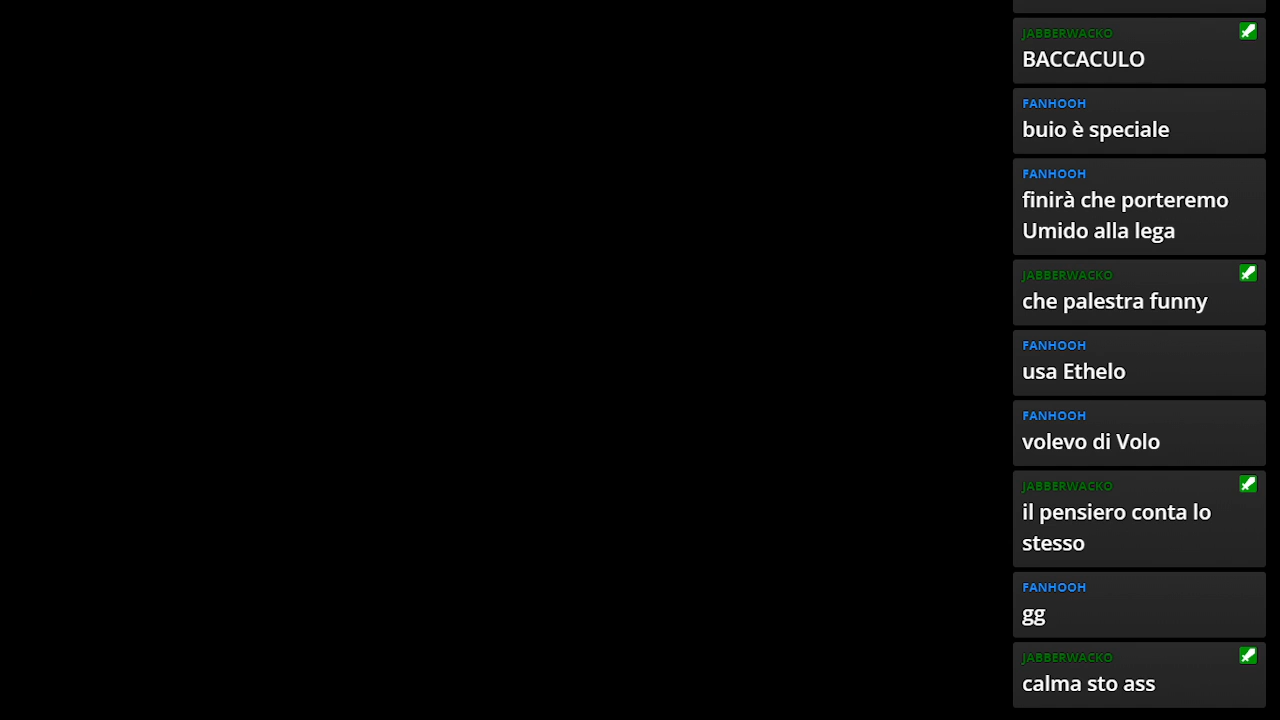 JABBERWACKO
BACCACULO
FANHOOH
buio è speciale
FANHOOH
finirà che porteremo
Umido alla lega
JABBERWACKO
che palestra funny
FANHOOH
usa Ethelo
FANHOOH
volevo di Volo
JABBERWACKO
il pensiero conta lo
stesso
FANHOOH
gg
JABBERWACKO
calma sto ass